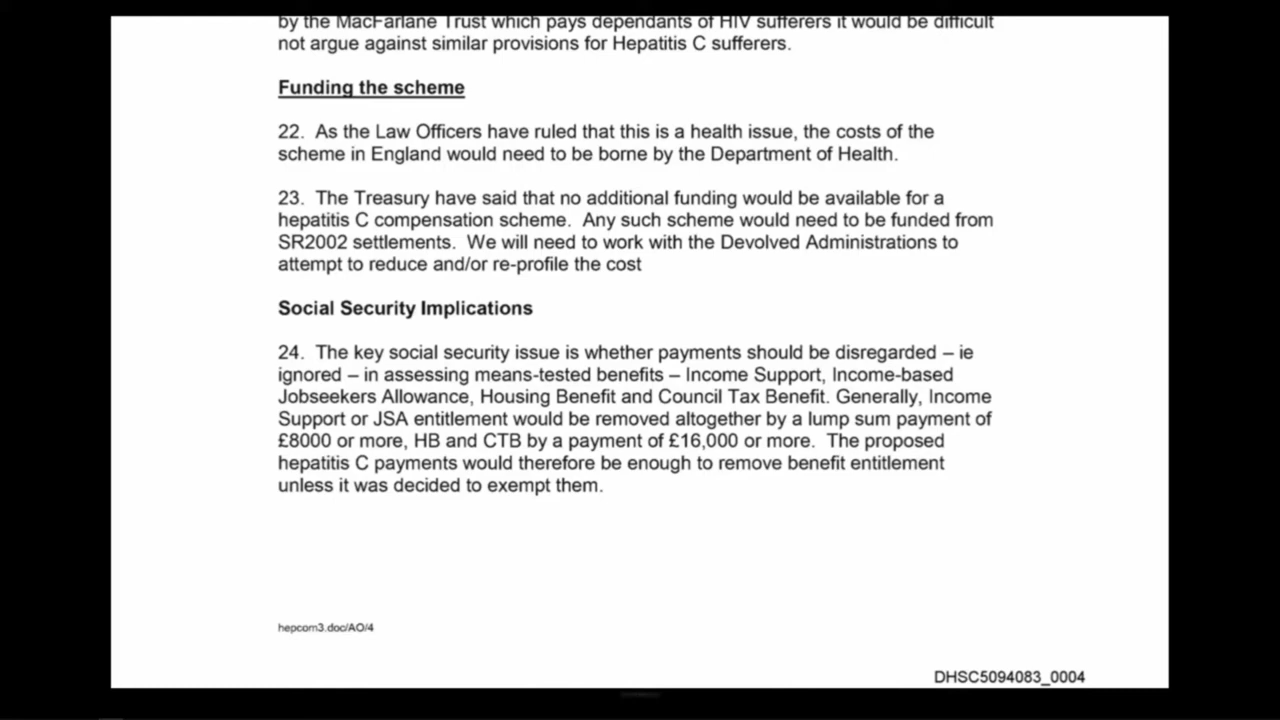 by the MacFarlane Trust which pays dependants of HIV sufferers it would be difficult
not argue against similar provisions for Hepatitis C sufferers.
Funding the scheme
22. As the Law Officers have ruled that this is a health issue, the costs of the
scheme in England would need to be borne by the Department of Health.
23. The Treasury have said that no additional funding would be available for a
hepatitis C compensation scheme. Any such scheme would need to be funded from
SR2002 settlements. We will need to work with the Devolved Administrations to
attempt to reduce and/or re-profile the cost
Social Security Implications
24. The key social security issue is whether payments should be disregarded – ie
ignored – in assessing means-tested benefits – Income Support, Income-based
Jobseekers Allowance, Housing Benefit and Council Tax Benefit. Generally, Income
Support or JSA entitlement would be removed altogether by a lump sum payment of
£8000 or more, HB and CTB by a payment of £16,000 or more. The proposed
hepatitis C payments would therefore be enough to remove benefit entitlement
unless it was decided to exempt them.
hepcom3.doc/AO/4
DHSC5094083_0004